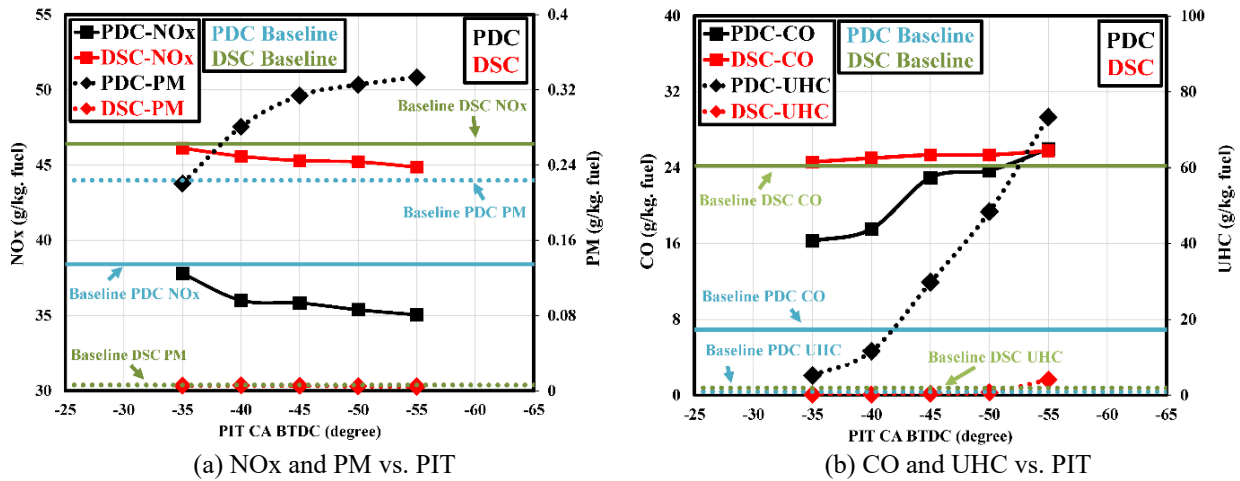 PDC-NOx
DSC-NOx
PDC-PM
DSC-PM
PDC Baseline
DSC Baseline
PDC
DSC
Baseline DSC NOx
Baseline PDC PM
Baseline PDC NOx
Baseline DSC PM
NOx (g/kg. fuel)
55
50
45
40
35
30
PM (g/kg. fuel)
0.4
0.32
0.24
0.16
0.08
0
-25 -30 -35 -40 -45 -50 -55 -60 -65
PIT CA BTDC (degree)
(a) NOx and PM vs. PIT
PDC-CO
DSC-CO
PDC-UHC
DSC-UHC
PDC Baseline
DSC Baseline
PDC
DSC
Baseline DSC CO
Baseline PDC CO
Baseline PDC UHC
Baseline DSC UHC
CO (g/kg. fuel)
40
32
24
16
8
0
UHC (g/kg. fuel)
100
80
60
40
20
0
-25 -30 -35 -40 -45 -50 -55 -60 -65
PIT CA BTDC (degree)
(b) CO and UHC vs. PIT